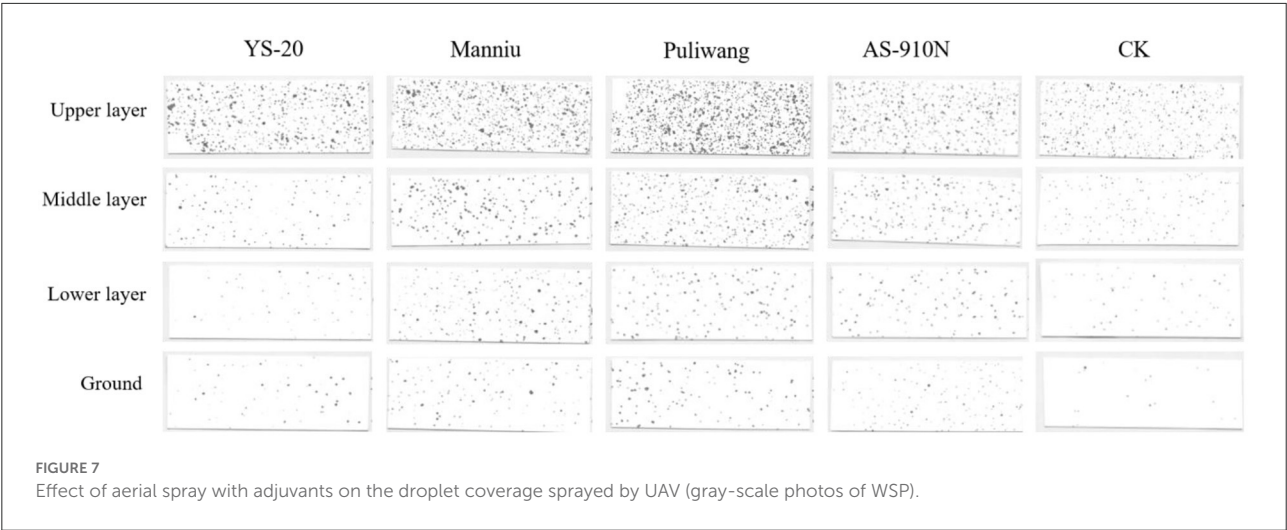 YS-20 Manniu Puliwang AS-910N CK
Upper layer
Middle layer
Lower layer
Ground
FIGURE 7
Effect of aerial spray with adjuvants on the droplet coverage sprayed by UAV (gray-scale photos of WSP).